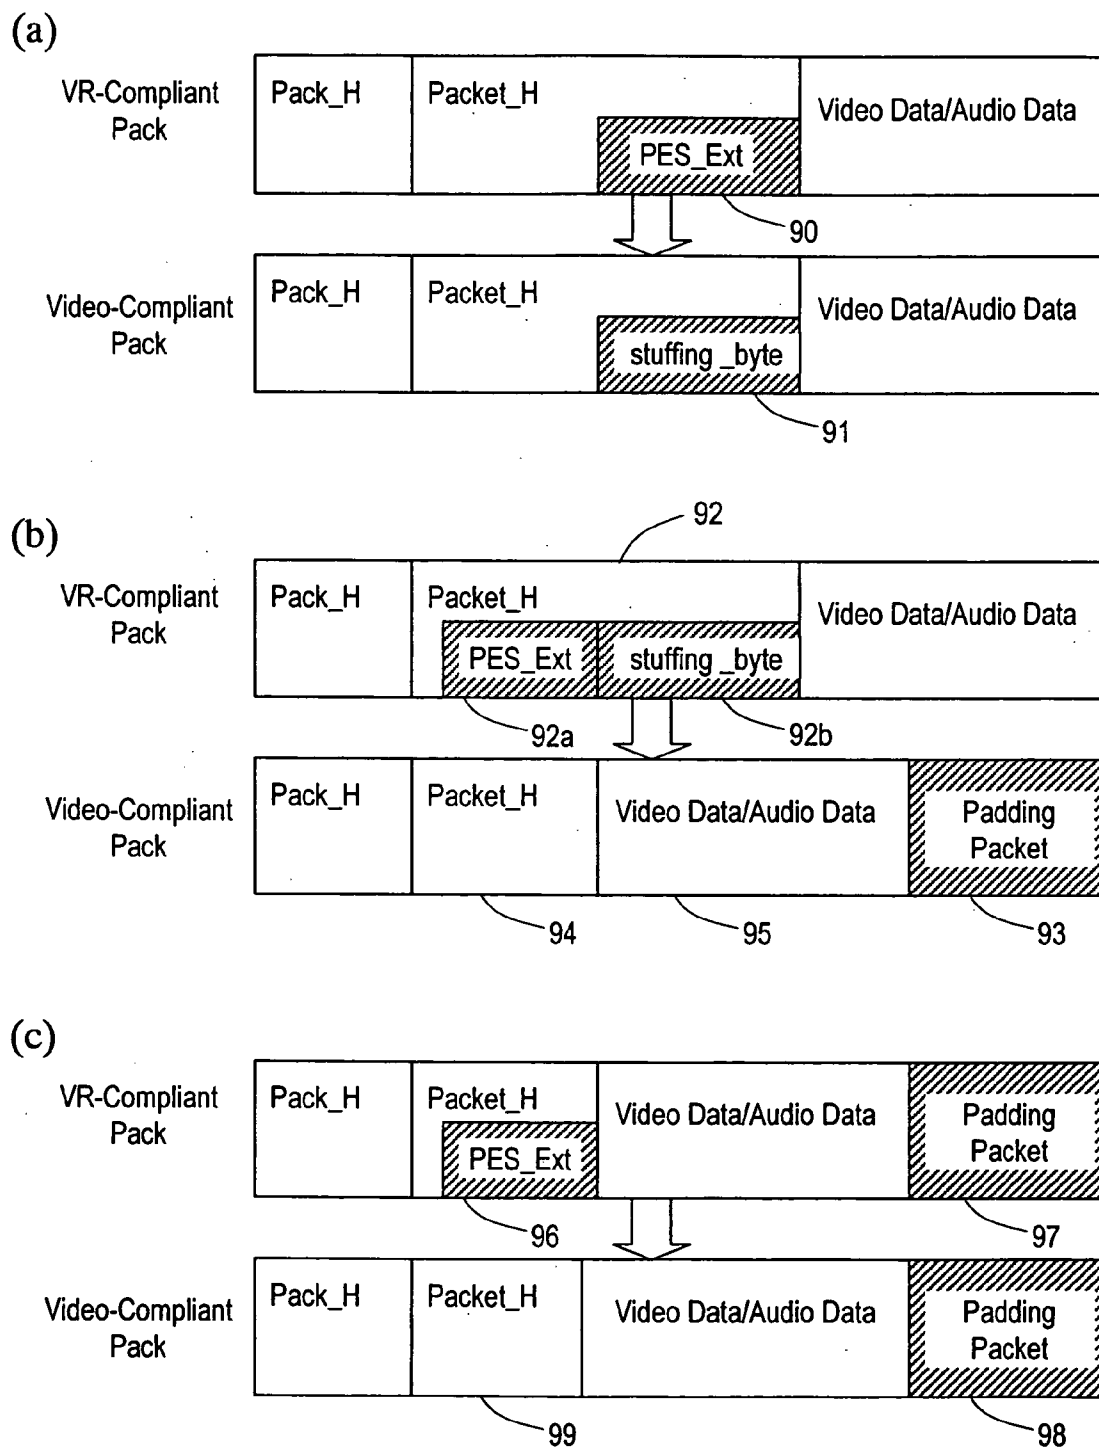 (a)
VR-Compliant
Pack
Pack_H
Packet_H
PES_Ext
Video Data/Audio Data
90
Video-Compliant
Pack
Pack_H
Packet_H
stuffing _byte
Video Data/Audio Data
91
(b)
92
VR-Compliant
Pack
Pack_H
Packet_H
PES_Ext
stuffing _byte
Video Data/Audio Data
92a
92b
Video-Compliant
Pack
Pack_H
Packet_H
Video Data/Audio Data
Padding
Packet
94
95
93
(c)
VR-Compliant
Pack
Pack_H
Packet_H
PES_Ext
Video Data/Audio Data
Padding
Packet
96
97
Video-Compliant
Pack
Pack_H
Packet_H
Video Data/Audio Data
Padding
Packet
99
98